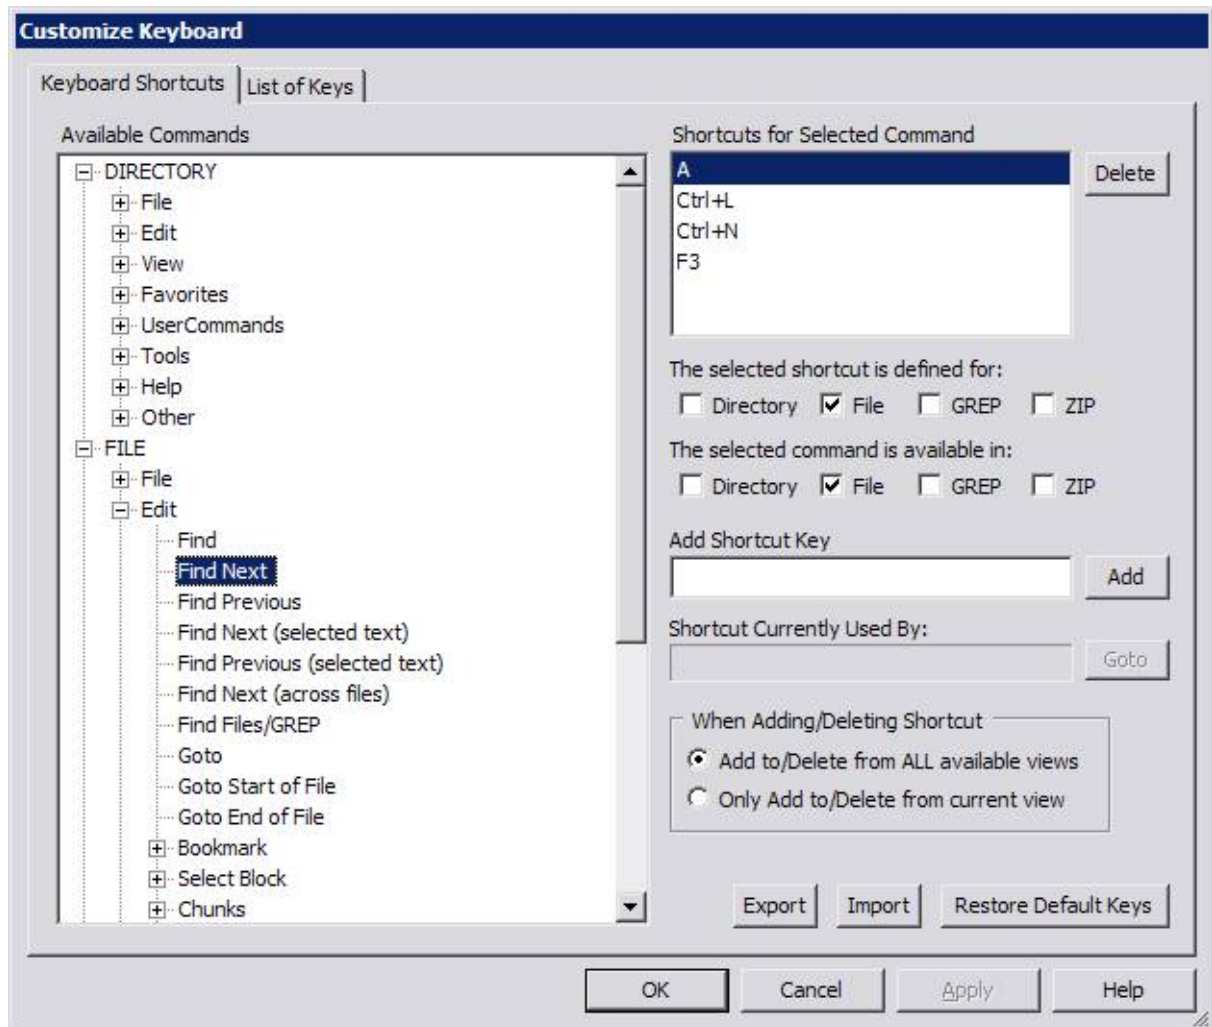 Customize Keyboard
Keyboard Shortcuts
List of Keys
Available Commands
DIRECTORY
File
Edit
View
Favorites
UserCommands
Tools
Help
Other
FILE
File
Edit
Find
Find Next
Find Previous
Find Next (selected text)
Find Previous (selected text)
Find Next (across files)
Find Files/GREP
Goto
Goto Start of File
Goto End of File
Bookmark
Select Block
Chunks
Shortcuts for Selected Command
A
Ctrl+L
Ctrl+N
F3
Delete
The selected shortcut is defined for:
Directory File GREP ZIP
The selected command is available in:
Directory File GREP ZIP
Add Shortcut Key
Add
Shortcut Currently Used By:
Goto
When Adding/Deleting Shortcut
Add to/Delete from ALL available views
Only Add to/Delete from current view
Export Import Restore Default Keys
OK Cancel Apply Help